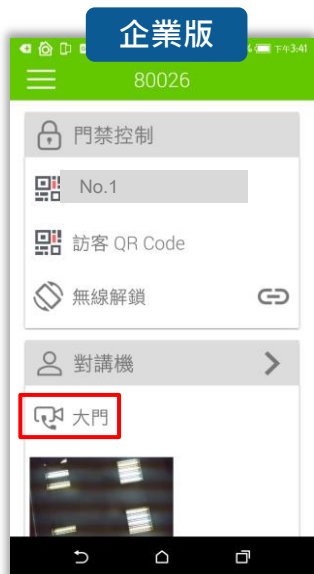 企業版
下午3:41
80026
門禁控制
No.1
訪客 QR Code
無線解鎖
對講機
大門